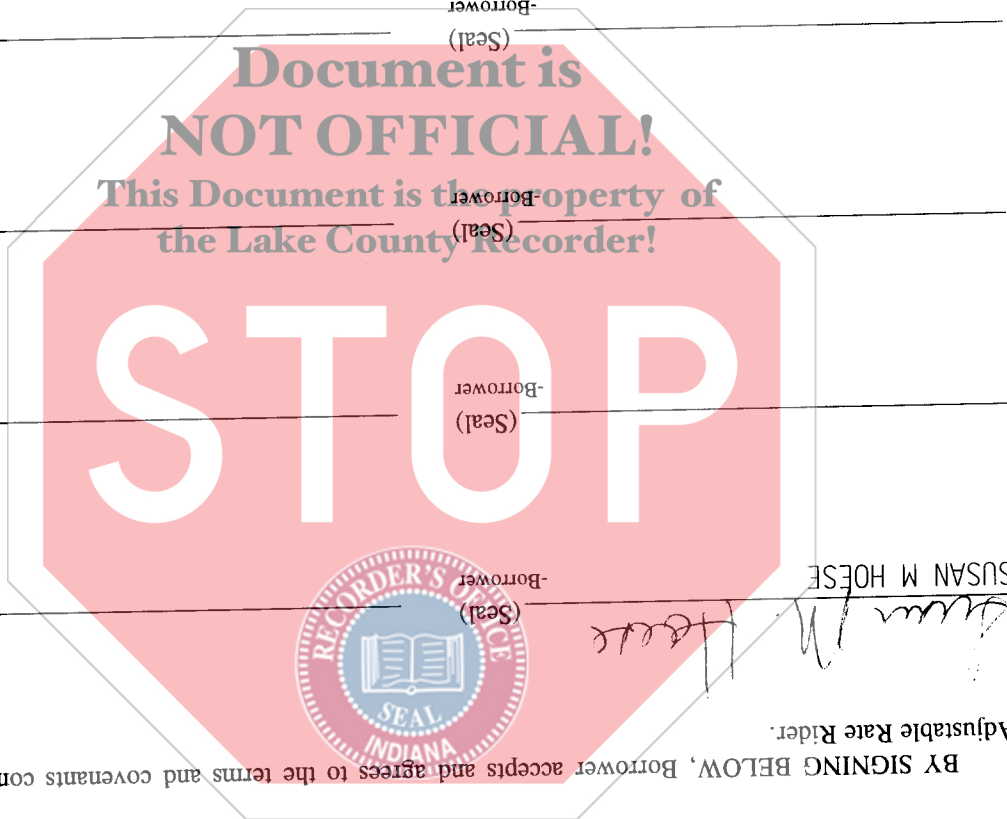 Document is
NOT OFFICIAL!
This Document is the property of
the Lake County Recorder!
STOP
RECORDER'S OFFICE
SEAL
INDIANA
BY SIGNING BELOW, Borrower accepts and agrees to the terms and covenants
Adjustable Rate Rider.
Susan M. Hoese
(Seal)
SUSAN M HOESE
-Borrower
(Seal)
-Borrower
(Seal)
-Borrower
(Seal)
-Borrower